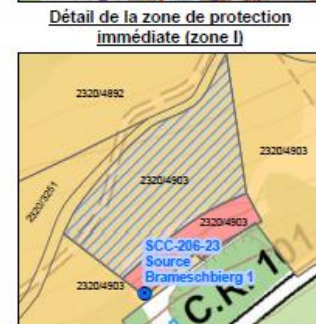 Détail de la zone de protection
immédiate (zone I)
2320/4892
2320/4903
2320/4903
2320/3251
2320/4903
SCC-206-23
Source
2320/4903
Brameschbierg 1
C.R. 101